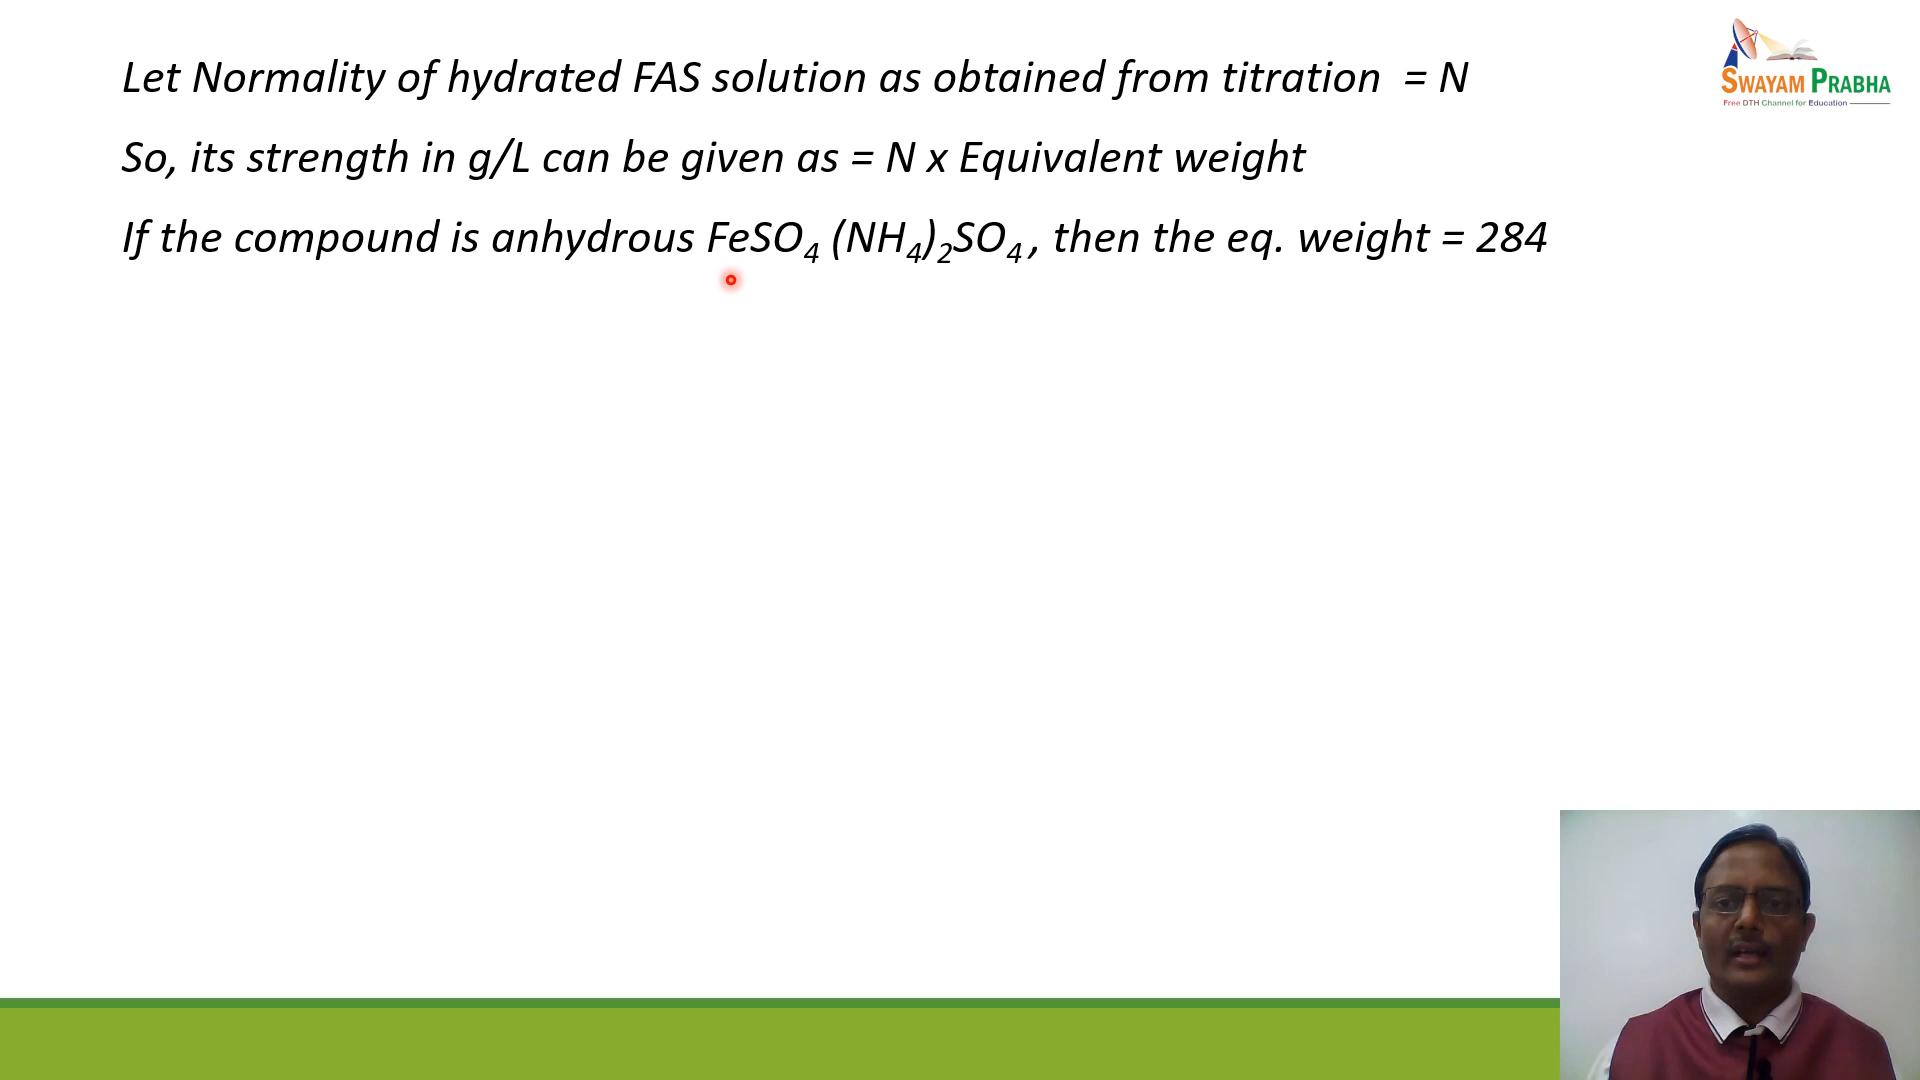 Let Normality of hydrated FAS solution as obtained from titration = N
So, its strength in g/L can be given as = N x Equivalent weight
If the compound is anhydrous FeSO₄ (NH₄)₂SO₄, then the eq. weight = 284
SWAYAM PRABHA
Free DTH Channel for Education